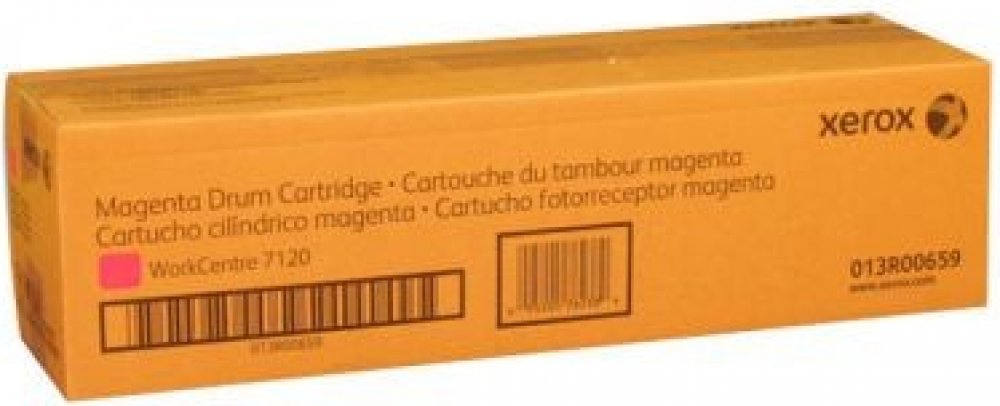 xerox
Magenta Drum Cartridge • Cartouche du tambour magenta
Cartucho cilíndrico magenta • Cartucho fotorreceptor magenta
WorkCentre 7120
013R00659
www.xerox.com
013R00659